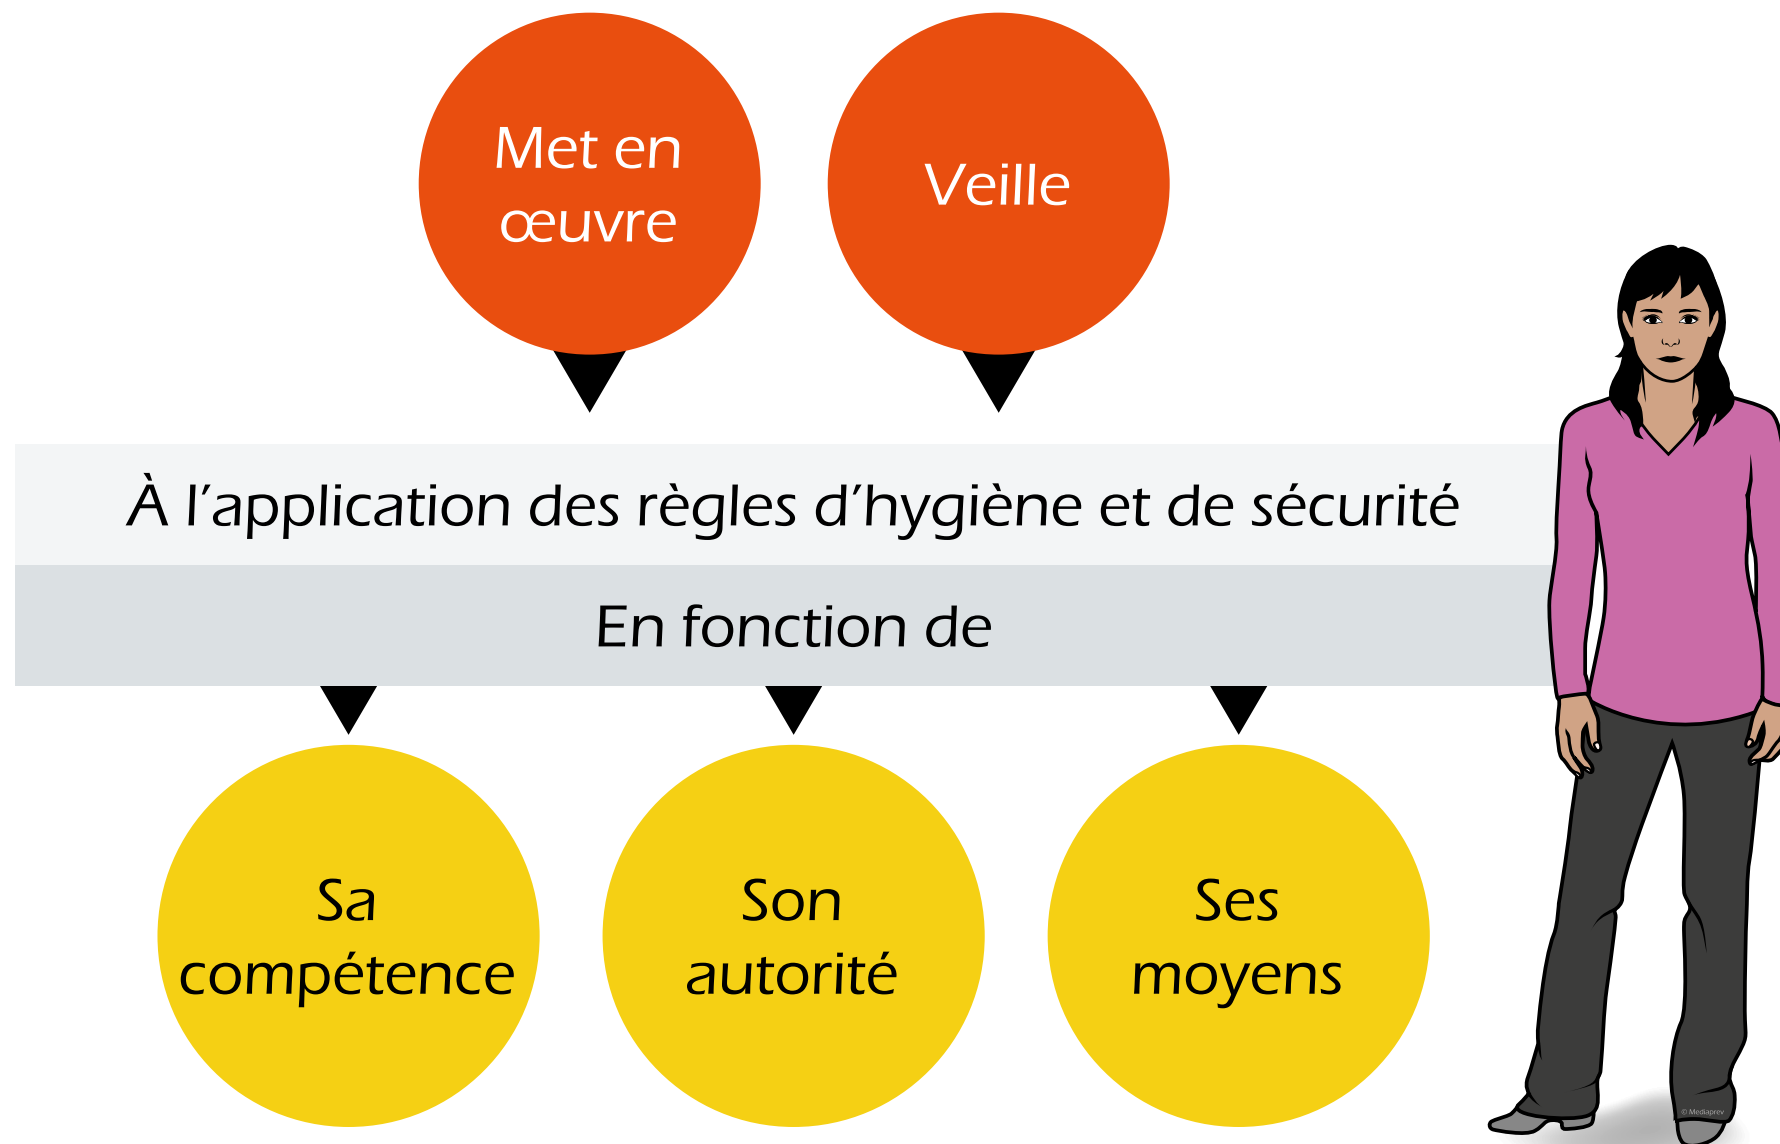 Met en
œuvre
Veille
À l’application des règles d’hygiène et de sécurité
En fonction de
Sa
compétence
Son
autorité
Ses
moyens
© Mediaprev